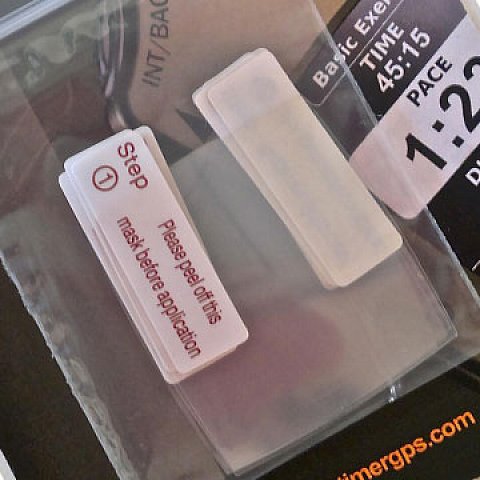 INT/BAC
Basic Exer
TIME
45:15
PACE
1:22
Step
①
Please peel off this
mask before application
timergps.com